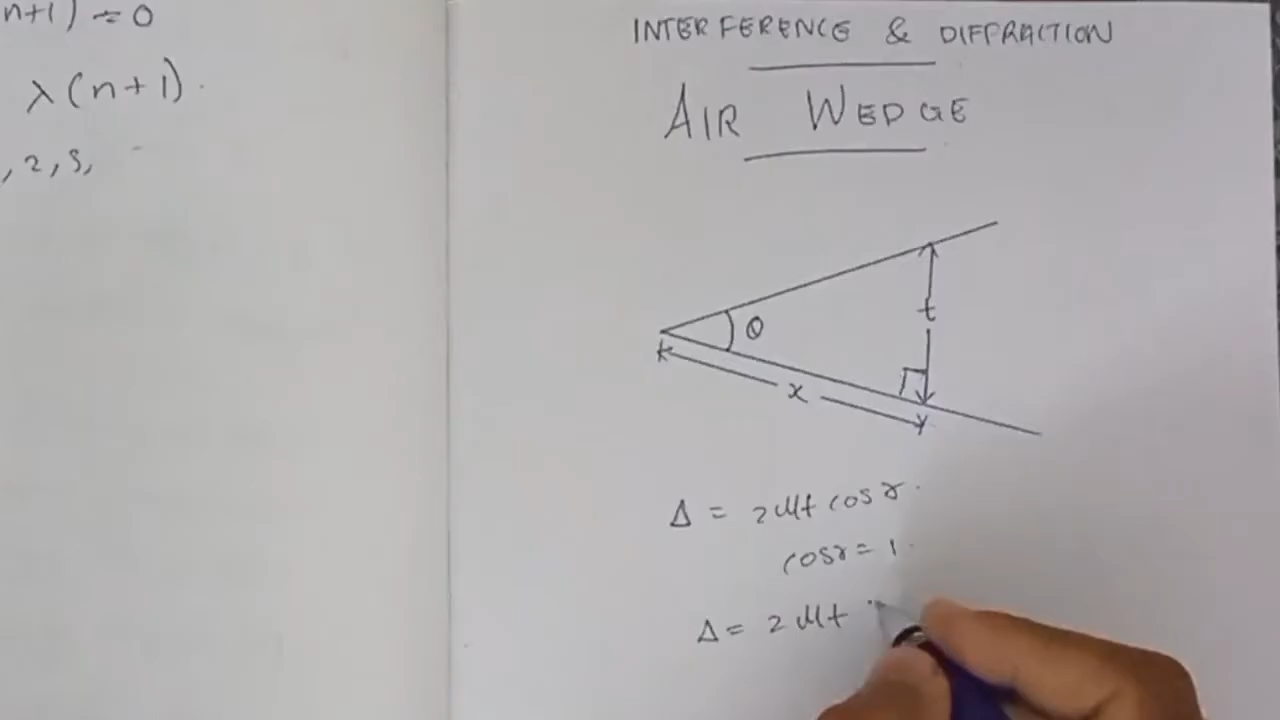 n+1) = 0
λ(n+1).
, 2, 3,
INTERFERENCE & DIFFRACTION
AIR WEDGE
θ
t
x
Δ = 2μt cos r.
cos r = 1.
Δ = 2μt